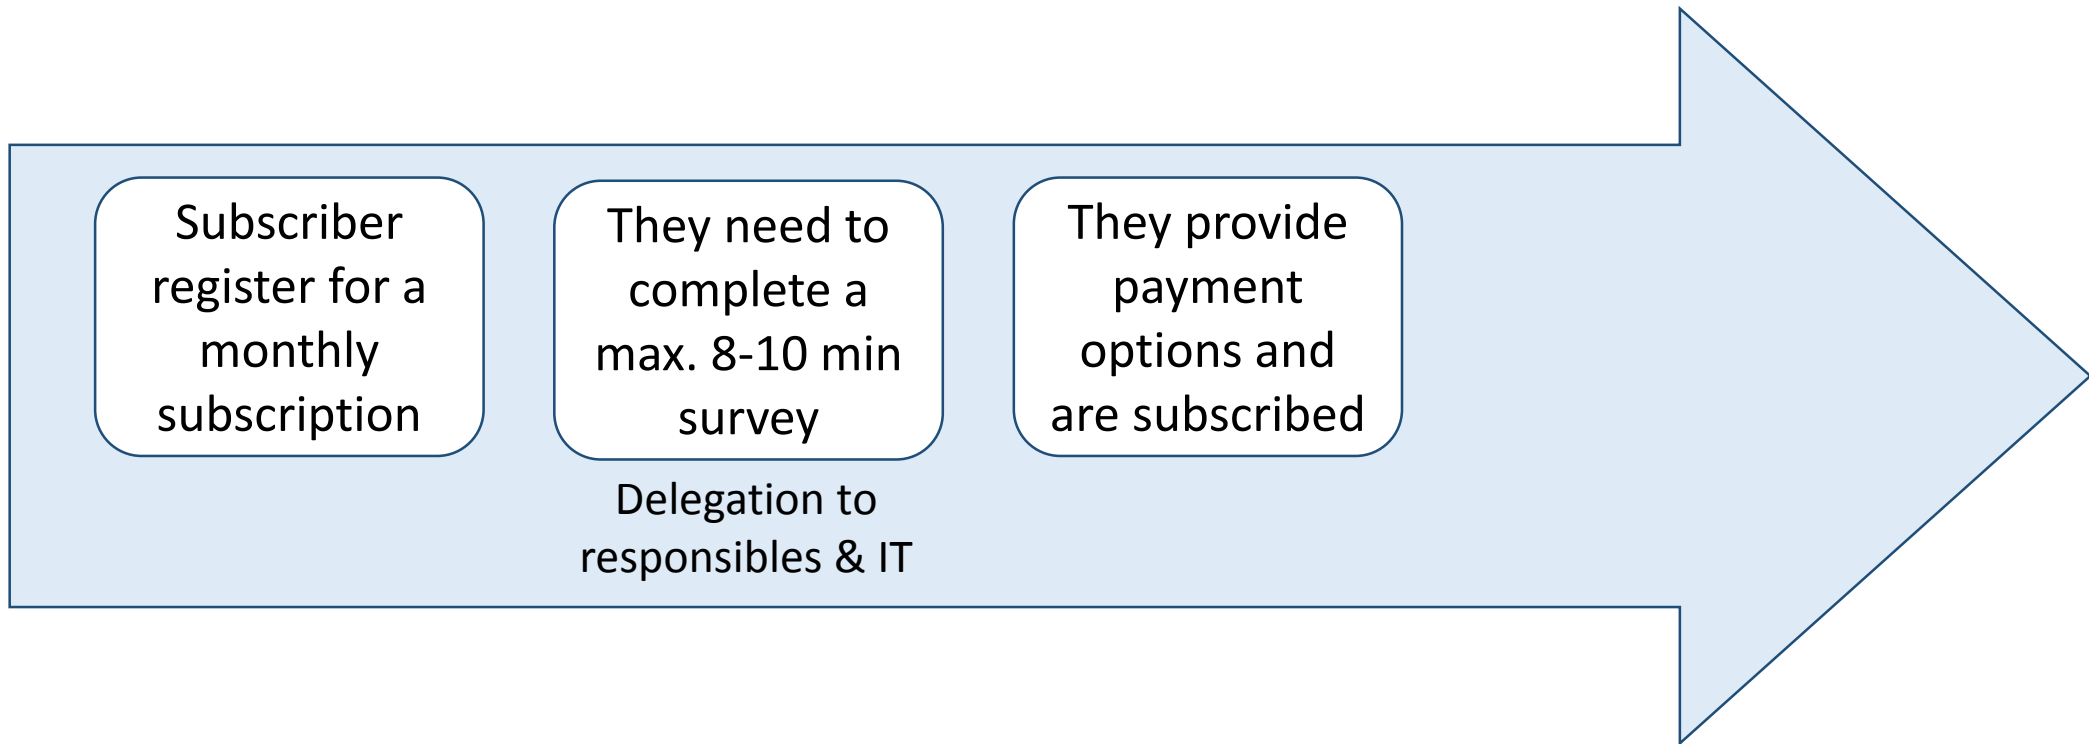 Subscriber
register for a
monthly
subscription
They need to
complete a
max. 8-10 min
survey
Delegation to
responsibles & IT
They provide
payment
options and
are subscribed